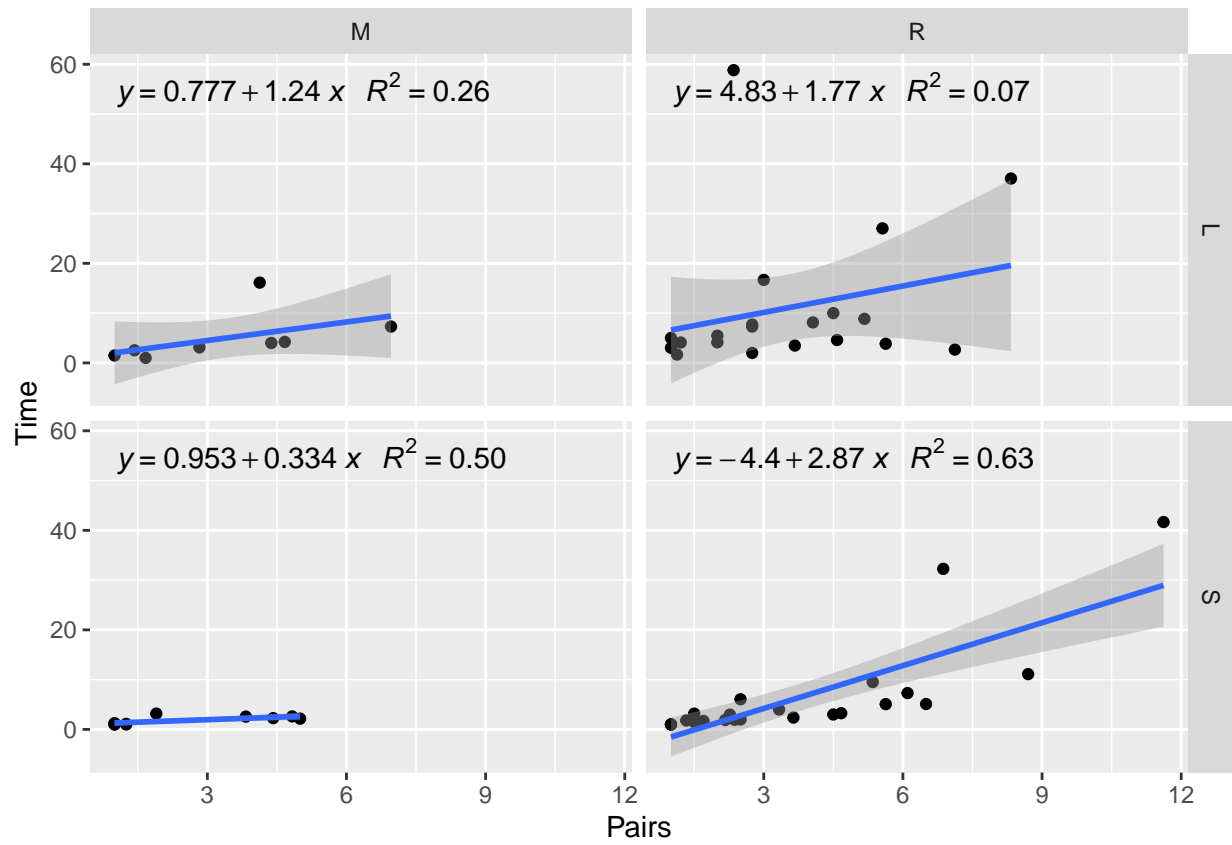 M
R
60
y = 0.777 + 1.24 x R² = 0.26
y = 4.83 + 1.77 x R² = 0.07
40
20
0
L
Time
60
y = 0.953 + 0.334 x R² = 0.50
y = −4.4 + 2.87 x R² = 0.63
40
20
0
S
3 6 9 12
3 6 9 12
Pairs